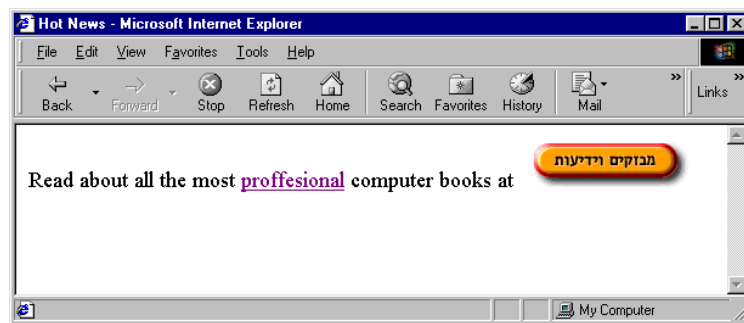 Hot News - Microsoft Internet Explorer
File Edit View Favorites Tools Help
Back Forward Stop Refresh Home Search Favorites History Mail » Links »
מבזקים וידיעות
Read about all the most proffesional computer books at
My Computer